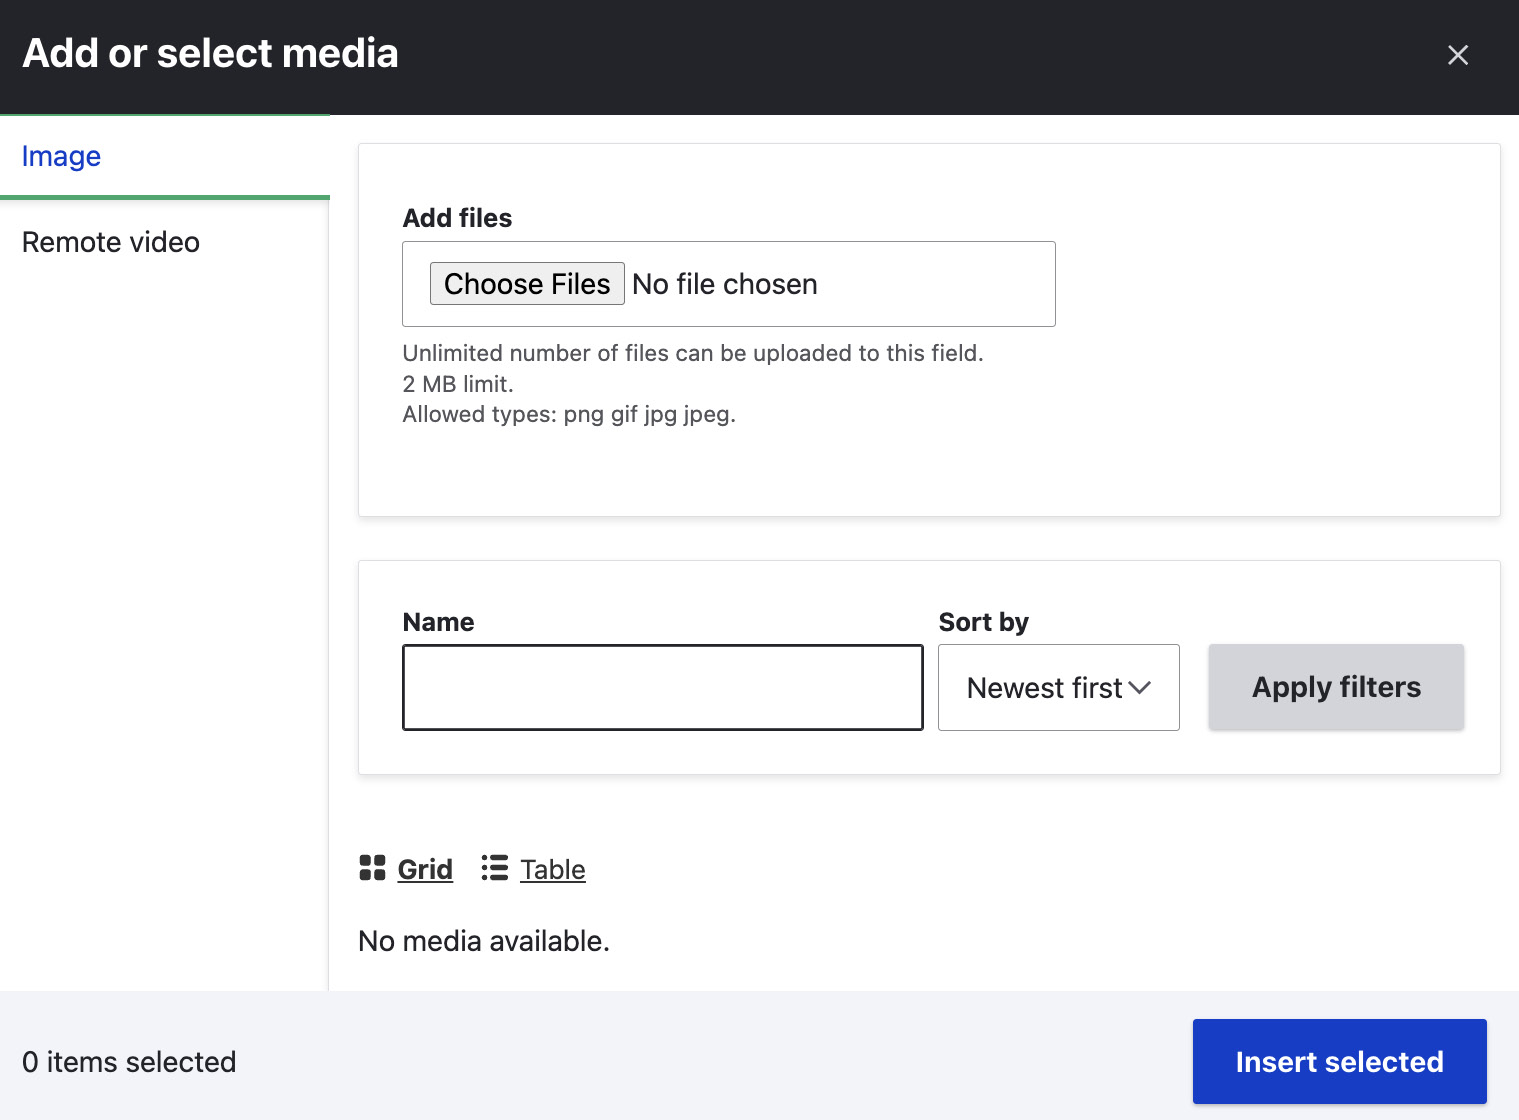 Add or select media
Image
Remote video
Add files
Choose Files No file chosen
Unlimited number of files can be uploaded to this field.
2 MB limit.
Allowed types: png gif jpg jpeg.
Name
Sort by
Newest first
Apply filters
Grid
Table
No media available.
0 items selected
Insert selected